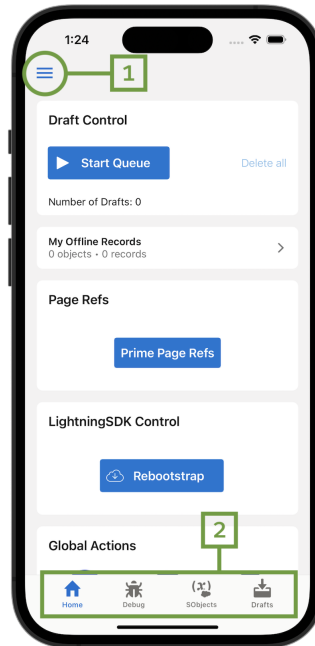 1:24
1
Draft Control
Start Queue
Delete all
Number of Drafts: 0
My Offline Records
0 objects • 0 records
Page Refs
Prime Page Refs
LightningSDK Control
Rebootstrap
2
Global Actions
(x)
Home Debug SObjects Drafts